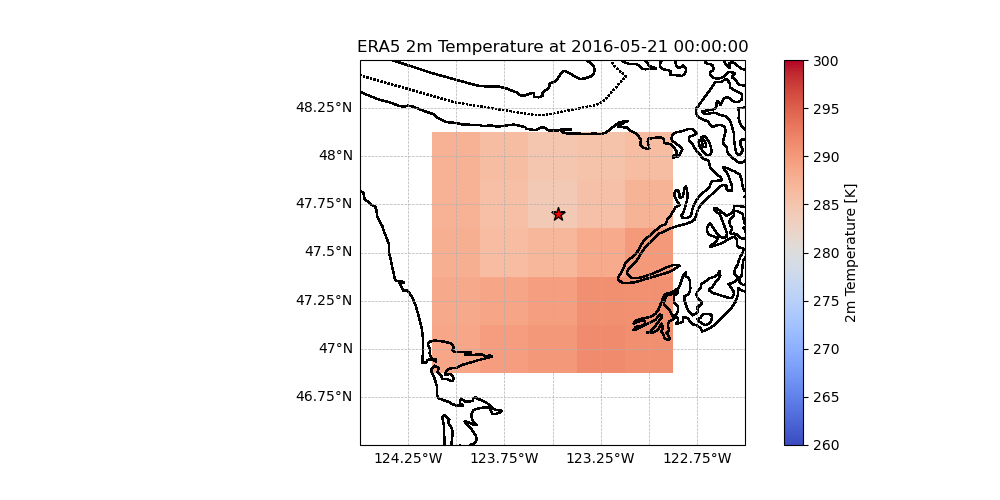 ERA5 2m Temperature at 2016-05-21 00:00:00
48.25°N
48°N
47.75°N
47.5°N
47.25°N
47°N
46.75°N
124.25°W 123.75°W 123.25°W 122.75°W
300
295
290
285
280
275
270
265
260
2m Temperature [K]